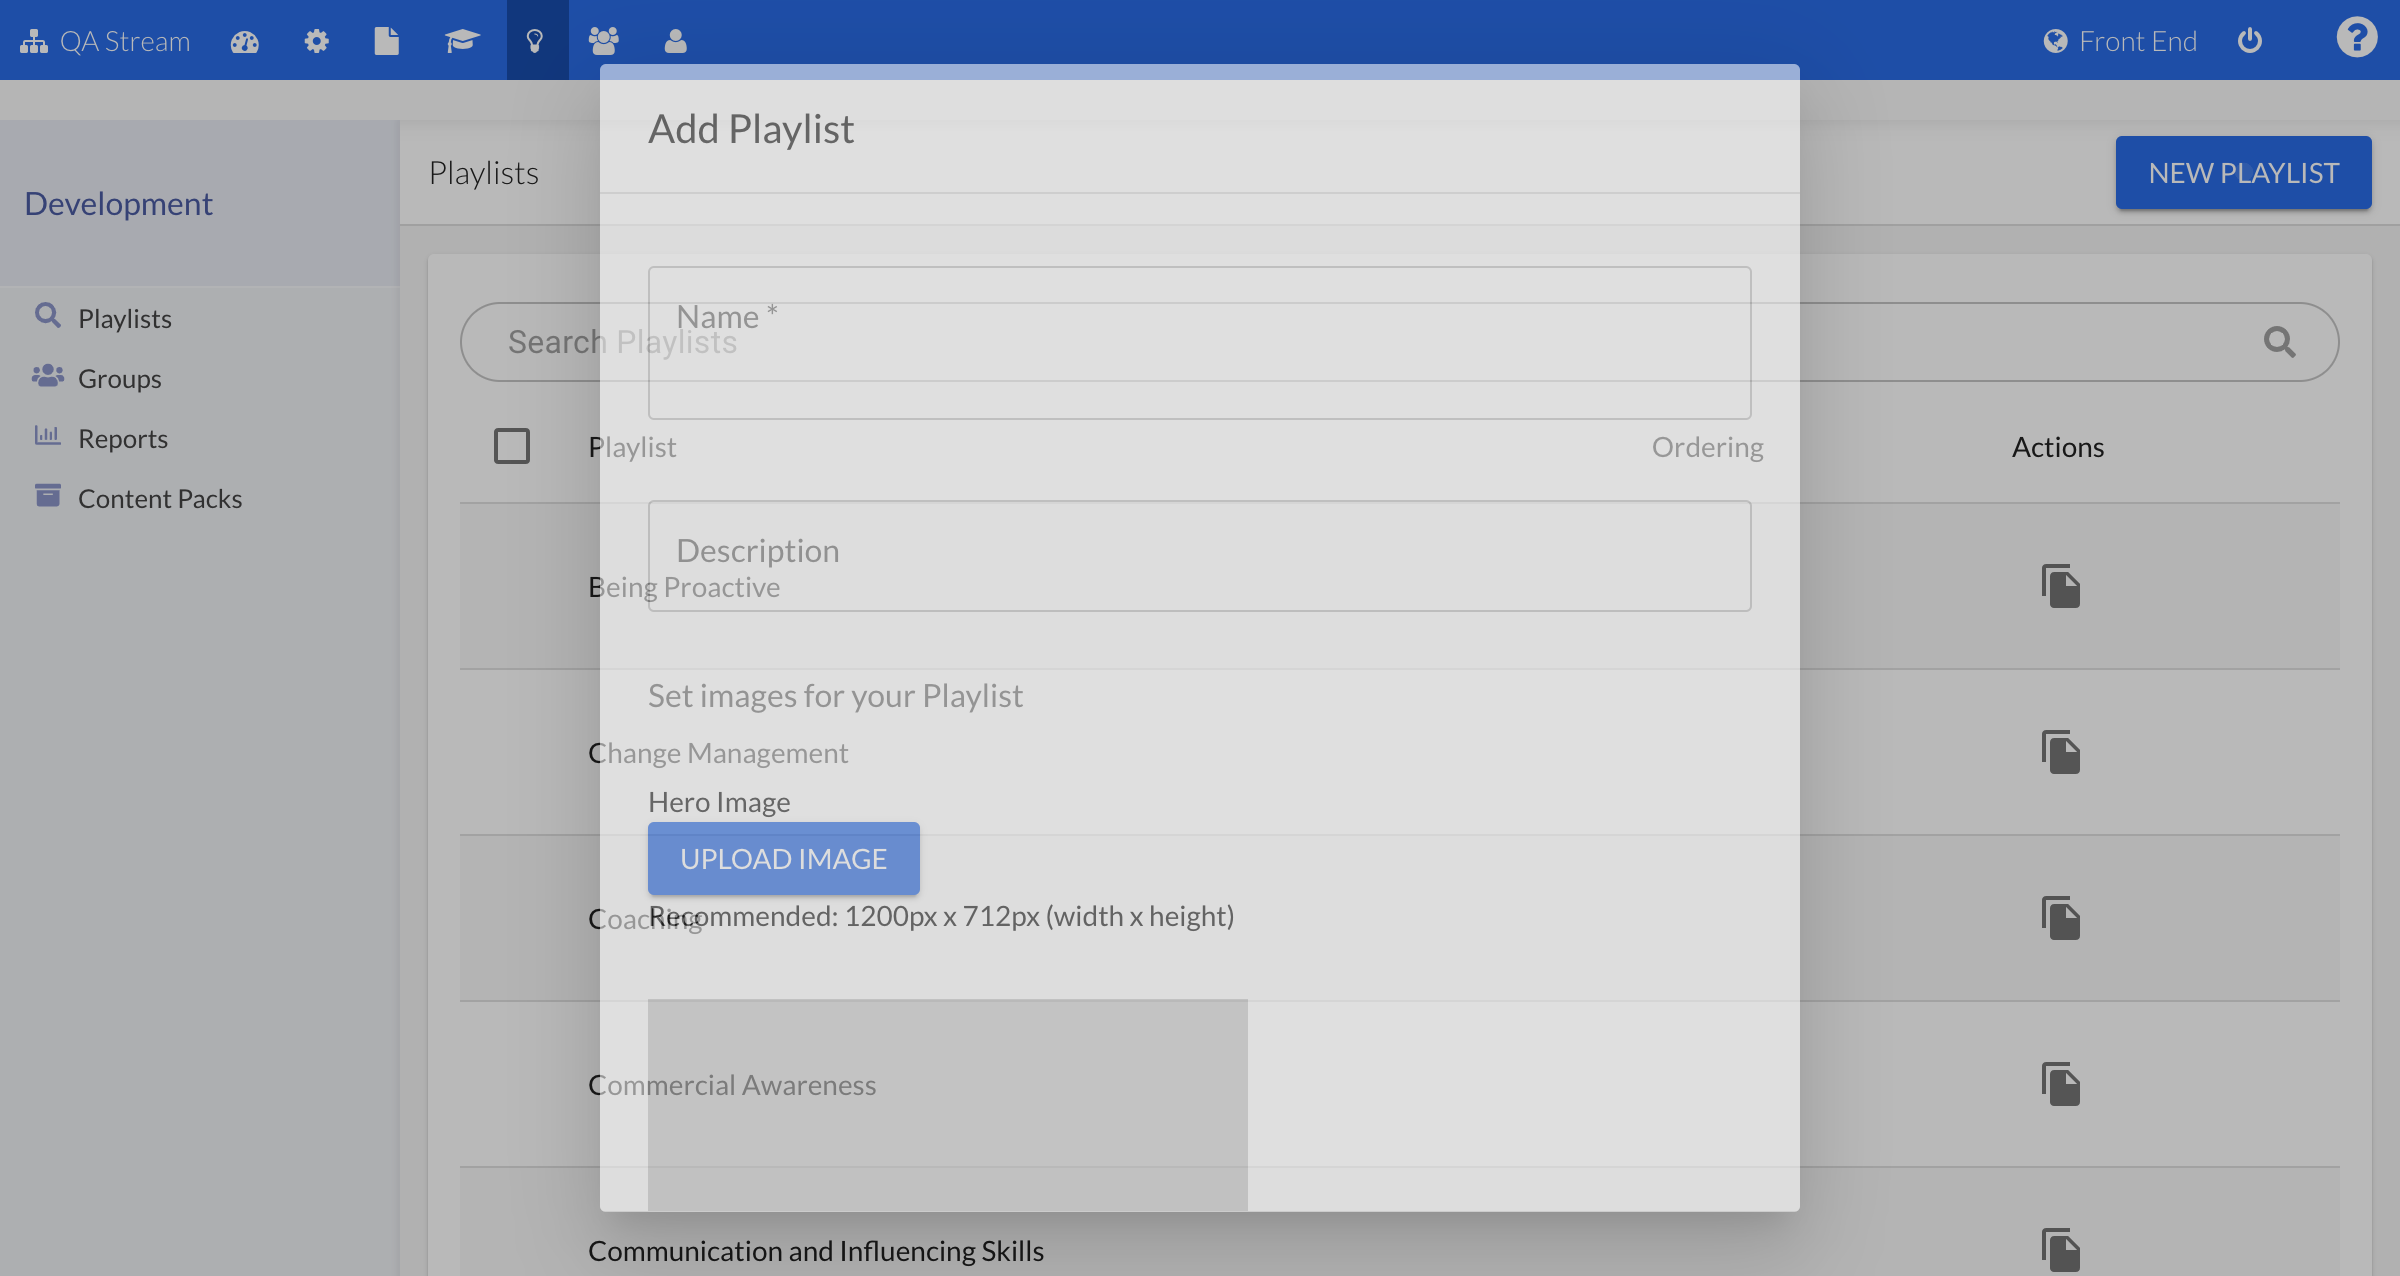 QA Stream
Front End
Development
Playlists
Groups
Reports
Content Packs
Playlists
NEW PLAYLIST
Search Playlists
Playlist
Ordering
Actions
Being Proactive
Change Management
Coaching
Commercial Awareness
Communication and Influencing Skills
Add Playlist
Name *
Description
Set images for your Playlist
Hero Image
UPLOAD IMAGE
Recommended: 1200px x 712px (width x height)